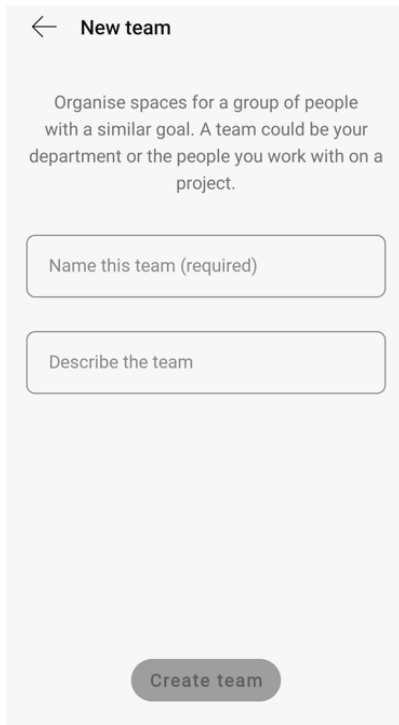 New team
Organise spaces for a group of people
with a similar goal. A team could be your
department or the people you work with on a
project.
Name this team (required)
Describe the team
Create team